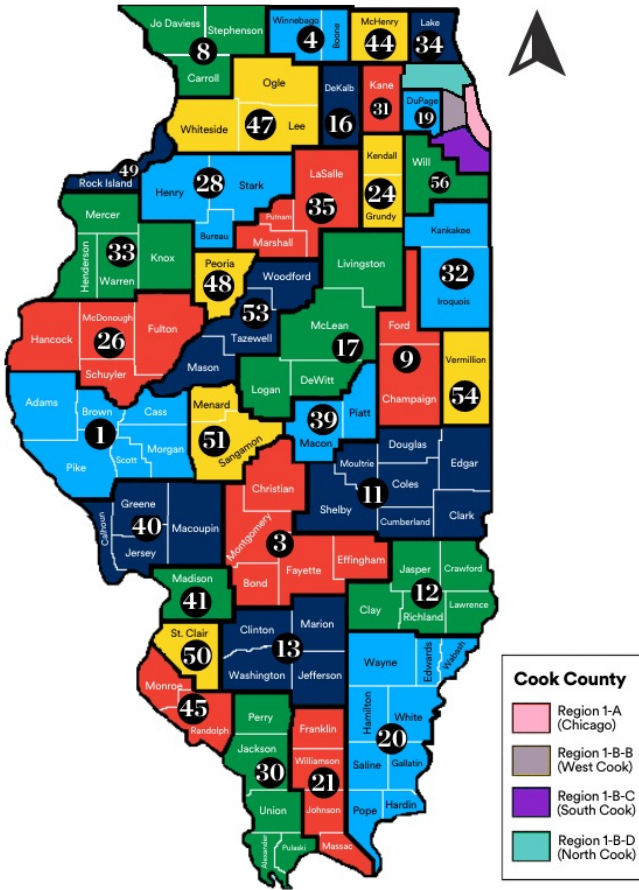 Jo Daviess
Stephenson
8
Carroll
Winnebago
4
Boone
McHenry
44
Lake
34
Ogle
Whiteside
47
Lee
DeKalb
16
Kane
31
DuPage
19
49
Rock Island
Henry
28
Stark
Bureau
LaSalle
35
Putnam
Marshall
Kendall
24
Grundy
Will
56
Mercer
33
Henderson
Warren
Knox
Peoria
48
Woodford
53
Tazewell
Mason
Livingston
McLean
17
Logan
DeWitt
Kankakee
32
Iroquois
Ford
9
Champaign
Vermillion
54
Hancock
McDonough
26
Fulton
Schuyler
Adams
Brown
1
Cass
Pike
Scott
Morgan
Menard
51
Sangamon
39
Macon
Piatt
Douglas
Moultrie
11
Coles
Edgar
Shelby
Cumberland
Clark
Greene
40
Calhoun
Jersey
Macoupin
Christian
Montgomery
3
Bond
Fayette
Effingham
Jasper
Crawford
12
Clay
Richland
Lawrence
Madison
41
St. Clair
50
Clinton
Marion
13
Washington
Jefferson
Monroe
45
Randolph
Wayne
Edwards
Wabash
Hamilton
White
20
Saline
Gallatin
Pope
Hardin
Perry
Jackson
30
Union
Alexander
Pulaski
Franklin
Williamson
21
Johnson
Massac
Cook County
Region 1-A
(Chicago)
Region 1-B-B
(West Cook)
Region 1-B-C
(South Cook)
Region 1-B-D
(North Cook)